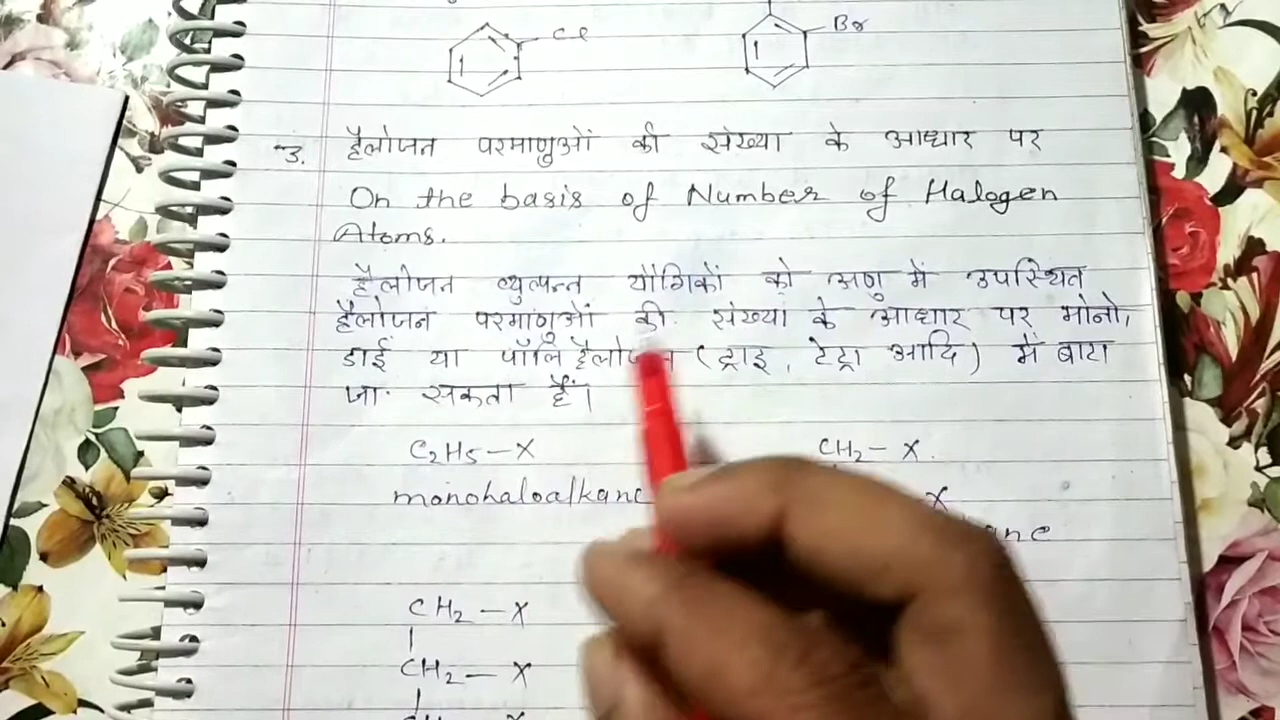 Cl
Br
3. हैलोजन परमाणुओं की संख्या के आधार पर
On the basis of Number of Halogen
Atoms.
हैलोजन व्युत्पन्न यौगिकों को अणु में उपस्थित
हैलोजन परमाणुओं की संख्या के आधार पर मोनो,
डाई या पॉलि (ट्राइ, टेट्रा आदि) में बाटा
जा सकता हैं।
C2H5-X CH2-X
monohaloalkane X
CH2-X
CH2-X